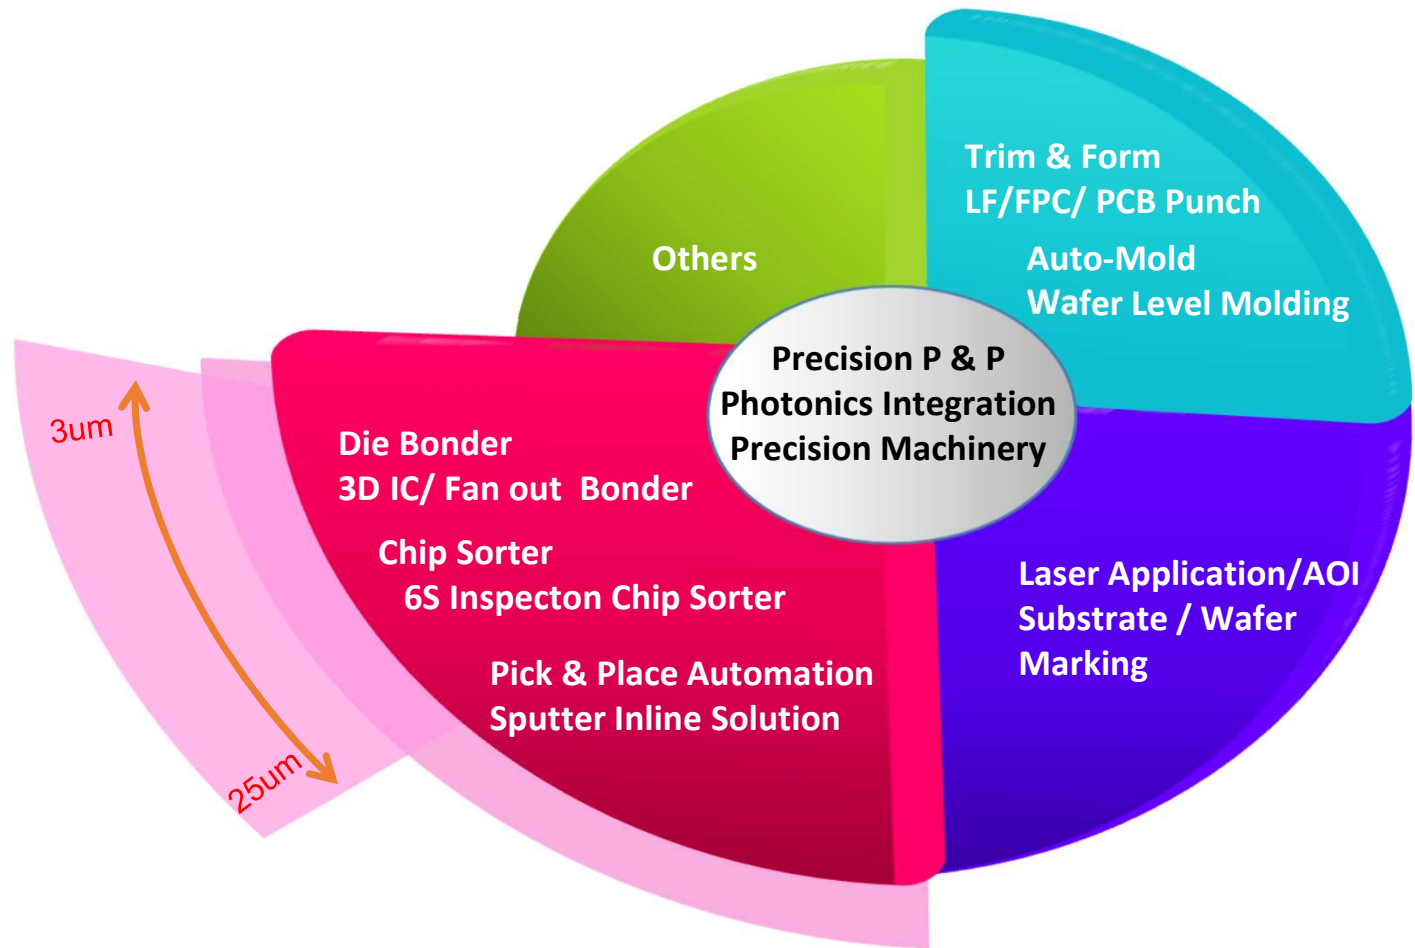 Trim & Form
LF/FPC/ PCB Punch
Auto-Mold
Wafer Level Molding
Others
Precision P & P
Photonics Integration
Precision Machinery
3um
25um
Die Bonder
3D IC/ Fan out  Bonder
Chip Sorter
6S Inspecton Chip Sorter
Pick & Place Automation
Sputter Inline Solution
Laser Application/AOI
Substrate / Wafer
Marking